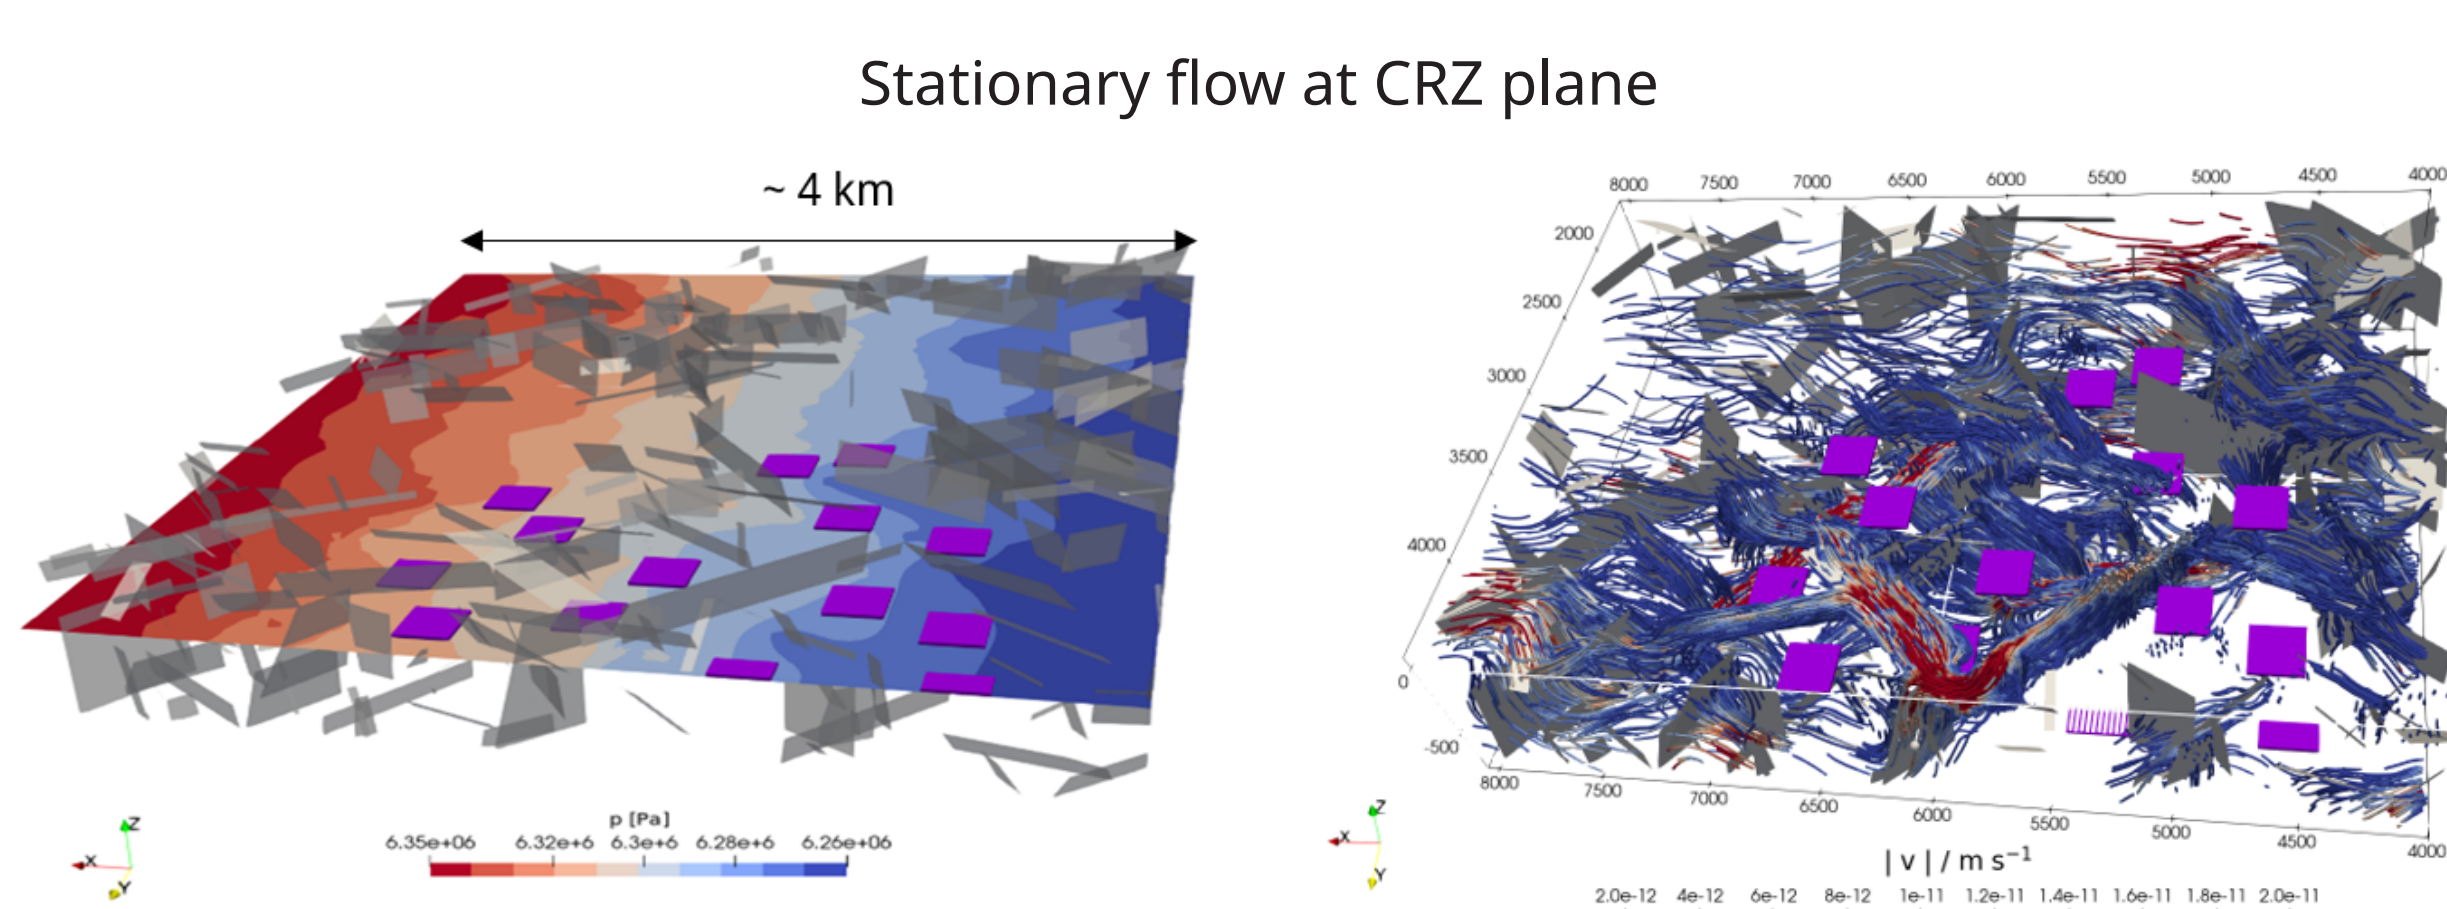 Stationary flow at CRZ plane
~ 4 km
p [Pa]
6.35e+06 6.32e+6 6.3e+6 6.28e+6 6.26e+06
Z
X
Y
8000 7500 7000 6500 6000 5500 5000 4500 4000
2000
2500
3000
3500
4000
0
-500
8000 7500 7000 6500 6000 5500 5000 4500 4000
Z
X
Y
| v | / m s⁻¹
2.0e-12 4e-12 6e-12 8e-12 1e-11 1.2e-11 1.4e-11 1.6e-11 1.8e-11 2.0e-11